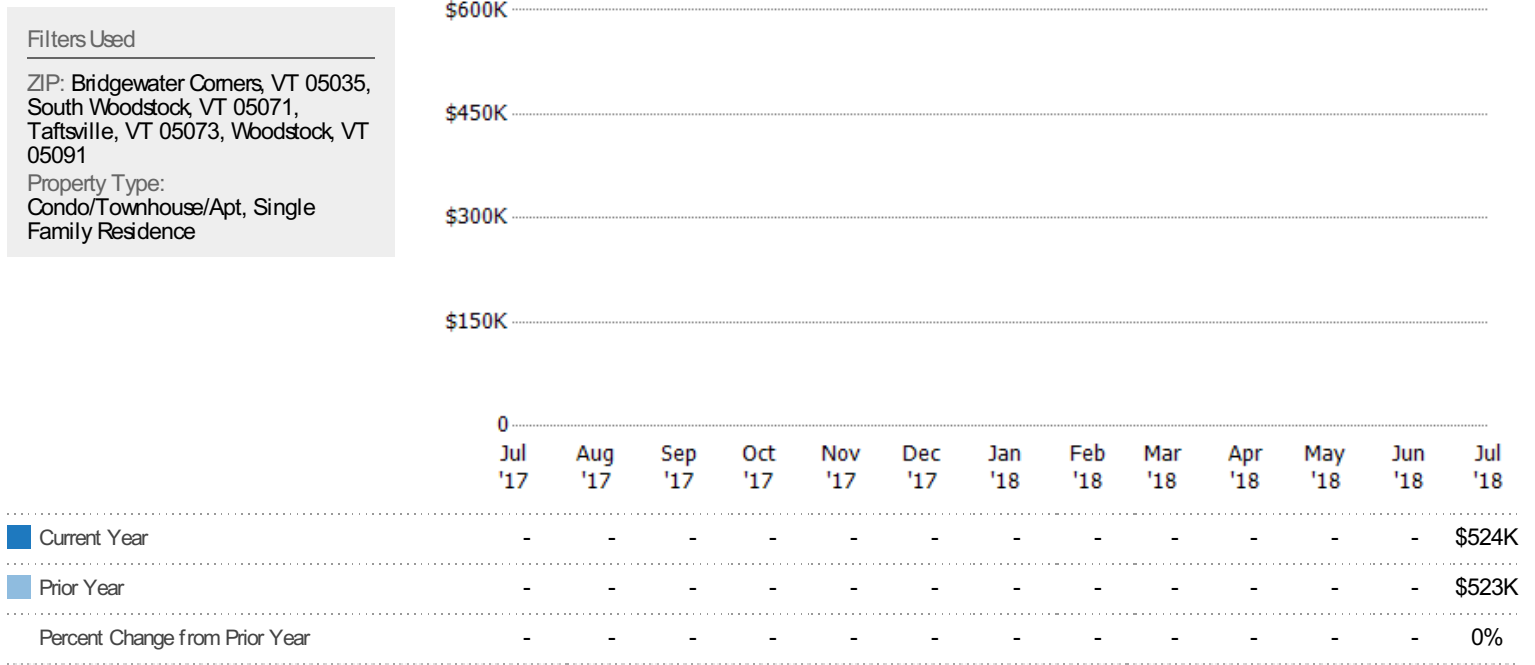 Filters Used
ZIP: Bridgewater Corners, VT 05035,
South Woodstock, VT 05071,
Taftsville, VT 05073, Woodstock, VT
05091
Property Type:
Condo/Townhouse/Apt, Single
Family Residence
$600K
$450K
$300K
$150K
0
Jul Aug Sep Oct Nov Dec Jan Feb Mar Apr May Jun Jul
'17 '17 '17 '17 '17 '17 '18 '18 '18 '18 '18 '18 '18
Current Year - - - - - - - - - - - - $524K
Prior Year - - - - - - - - - - - - $523K
Percent Change from Prior Year - - - - - - - - - - - - 0%